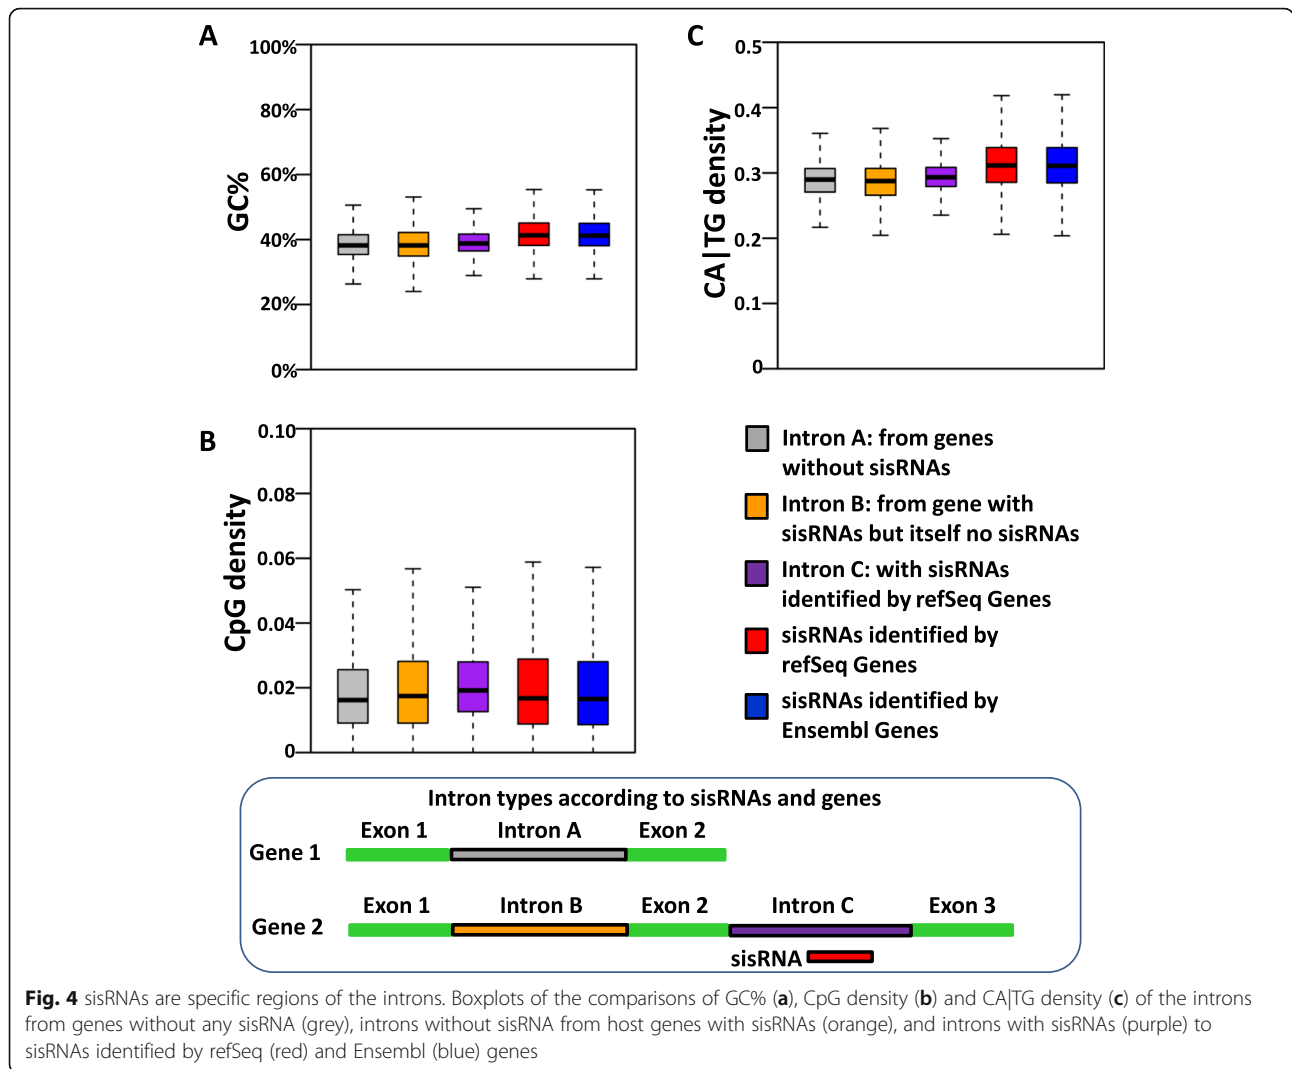 A
100%
80%
60%
40%
20%
0%
GC%
C
0.5
0.4
0.3
0.2
0.1
0
CA|TG density
B
0.10
0.08
0.06
0.04
0.02
0
CpG density
Intron A: from genes
without sisRNAs
Intron B: from gene with
sisRNAs but itself no sisRNAs
Intron C: with sisRNAs
identified by refSeq Genes
sisRNAs identified by
refSeq Genes
sisRNAs identified by
Ensembl Genes
Intron types according to sisRNAs and genes
Exon 1 Intron A Exon 2
Gene 1
Exon 1 Intron B Exon 2 Intron C Exon 3
Gene 2
sisRNA
Fig. 4 sisRNAs are specific regions of the introns. Boxplots of the comparisons of GC% (a), CpG density (b) and CA|TG density (c) of the introns
from genes without any sisRNA (grey), introns without sisRNA from host genes with sisRNAs (orange), and introns with sisRNAs (purple) to
sisRNAs identified by refSeq (red) and Ensembl (blue) genes